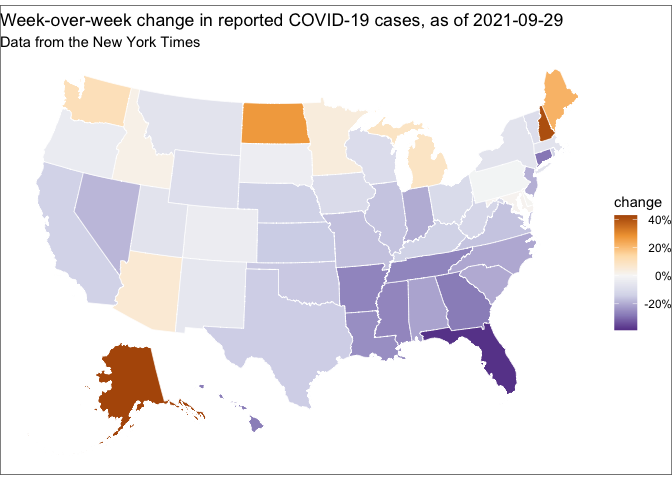 Week-over-week change in reported COVID-19 cases, as of 2021-09-29
Data from the New York Times
change
40%
20%
0%
-20%